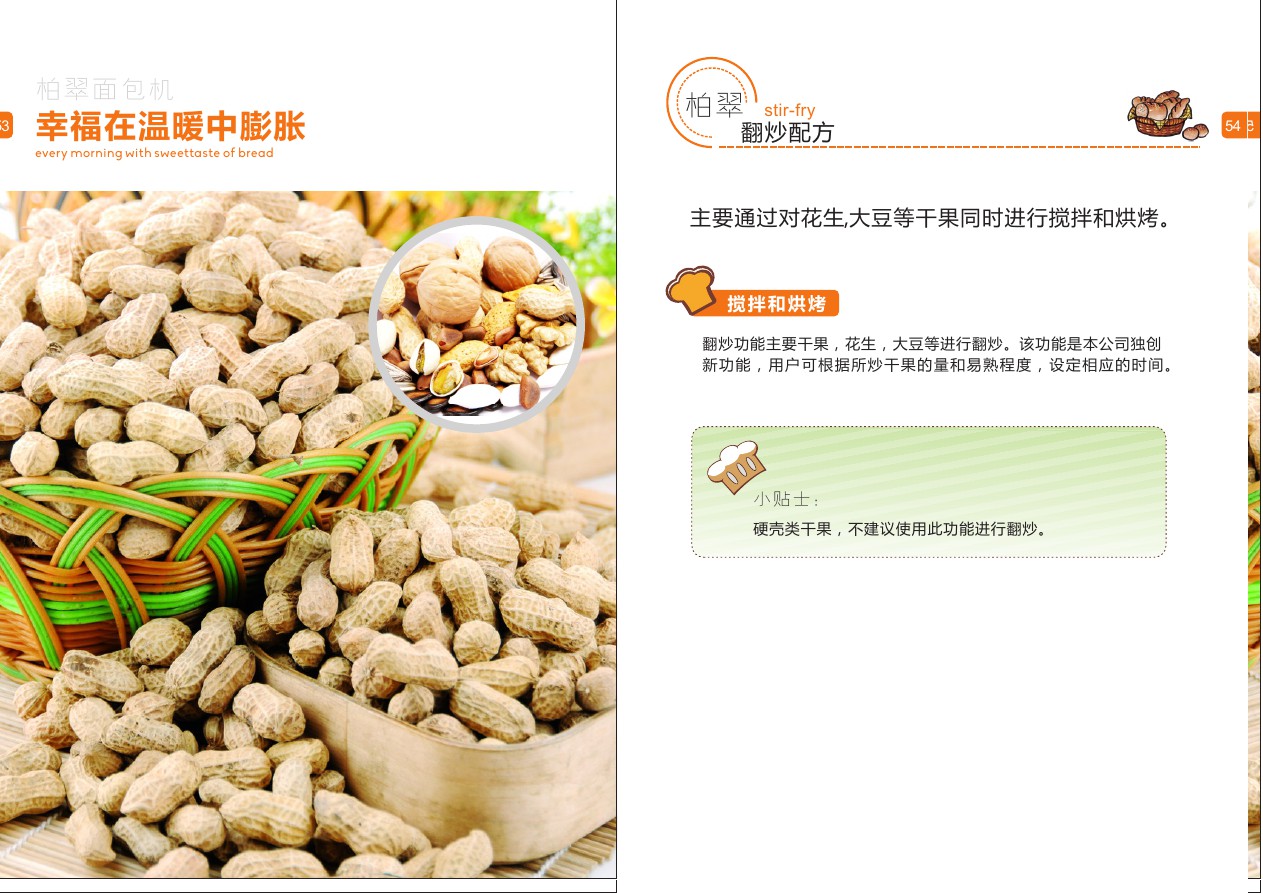 柏翠面包机
53
幸福在温暖中膨胀
every morning with sweettaste of bread
柏翠
stir-fry
翻炒配方
54
主要通过对花生,大豆等干果同时进行搅拌和烘烤。
搅拌和烘烤
翻炒功能主要干果，花生，大豆等进行翻炒。该功能是本公司独创
新功能，用户可根据所炒干果的量和易熟程度，设定相应的时间。
小贴士:
硬壳类干果，不建议使用此功能进行翻炒。